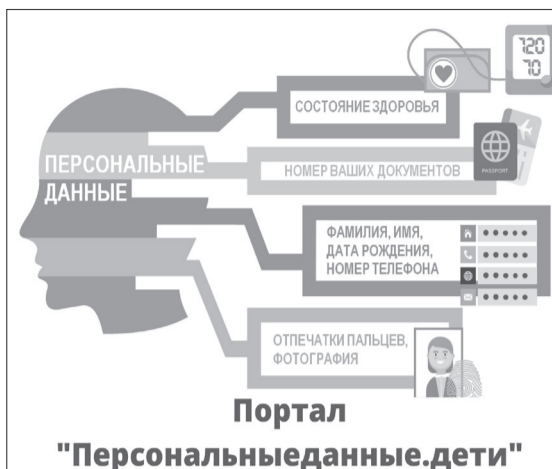 720
70
СОСТОЯНИЕ ЗДОРОВЬЯ
ПЕРСОНАЛЬНЫЕ
ДАННЫЕ
НОМЕР ВАШИХ ДОКУМЕНТОВ
PASSPORT
ФАМИЛИЯ, ИМЯ,
ДАТА РОЖДЕНИЯ,
НОМЕР ТЕЛЕФОНА
ОТПЕЧАТКИ ПАЛЬЦЕВ,
ФОТОГРАФИЯ
Портал
"Персональныеданные.дети"